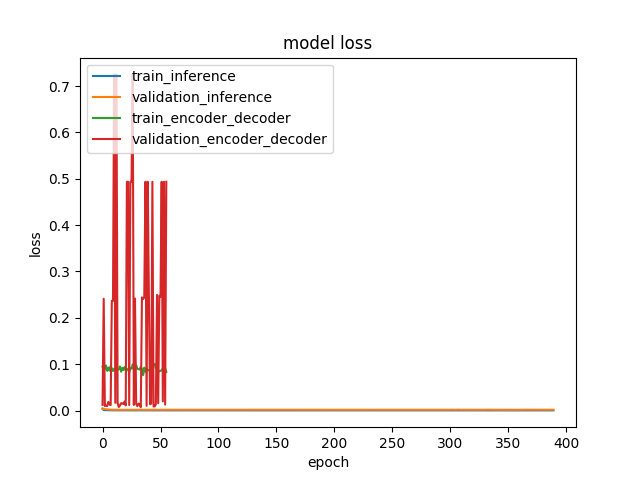 model loss
train_inference
validation_inference
train_encoder_decoder
validation_encoder_decoder
0.7
0.6
0.5
0.4
0.3
0.2
0.1
0.0
loss
0 50 100 150 200 250 300 350 400
epoch